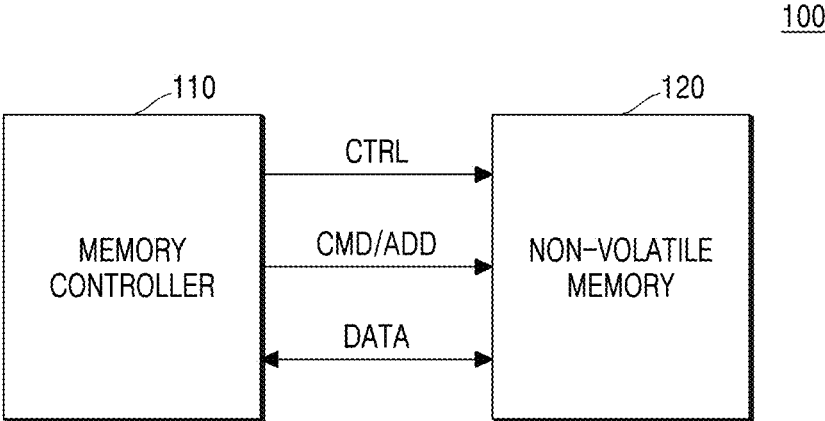 100
110
120
CTRL
MEMORY
CONTROLLER
CMD/ADD
NON-VOLATILE
MEMORY
DATA